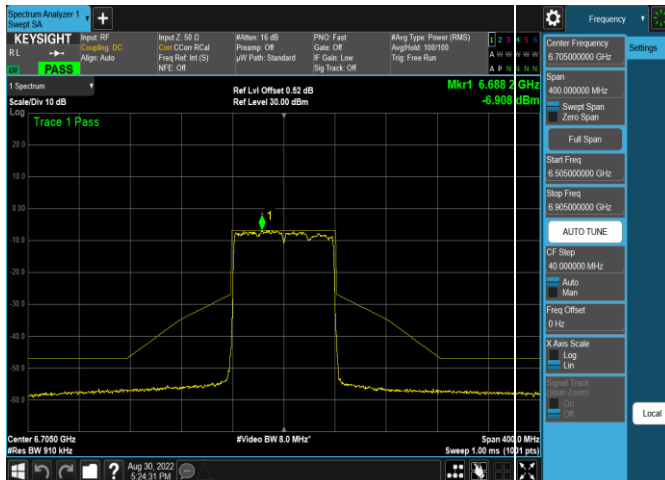 Spectrum Analyzer 1
Swept SA
+
Frequency
KEYSIGHT
RL
PASS
Input: RF
Coupling: DC
Align: Auto
Input Z: 50 Ω
Corr CCorr RCal
Freq Ref: Int (S)
NFE: Off
#Atten: 16 dB
Preamp: Off
µW Path: Standard
PNO: Fast
Gate: Off
IF Gain: Low
Sig Track: Off
#Avg Type: Power (RMS)
Avg|Hold: 100/100
Trig: Free Run
1 2 3 4 5 6
A W W W W W
A P N N N N
1 Spectrum
Scale/Div 10 dB
Log
Ref Lvl Offset 0.52 dB
Ref Level 30.00 dBm
Mkr1 6.688 2 GHz
-6.908 dBm
Trace 1 Pass
20.0
10.0
0.00
-10.0
-20.0
-30.0
-40.0
-50.0
-60.0
1
Center 6.7050 GHz
#Res BW 910 kHz
#Video BW 8.0 MHz*
Span 400.0 MHz
Sweep 1.00 ms (1001 pts)
?
Aug 30, 2022
5:24:31 PM
Center Frequency
6.705000000 GHz
Settings
Span
400.000000 MHz
Swept Span
Zero Span
Full Span
Start Freq
6.505000000 GHz
Stop Freq
6.905000000 GHz
AUTO TUNE
CF Step
40.000000 MHz
Auto
Man
Freq Offset
0 Hz
X Axis Scale
Log
Lin
Signal Track
(Span Zoom)
On
Off
Local